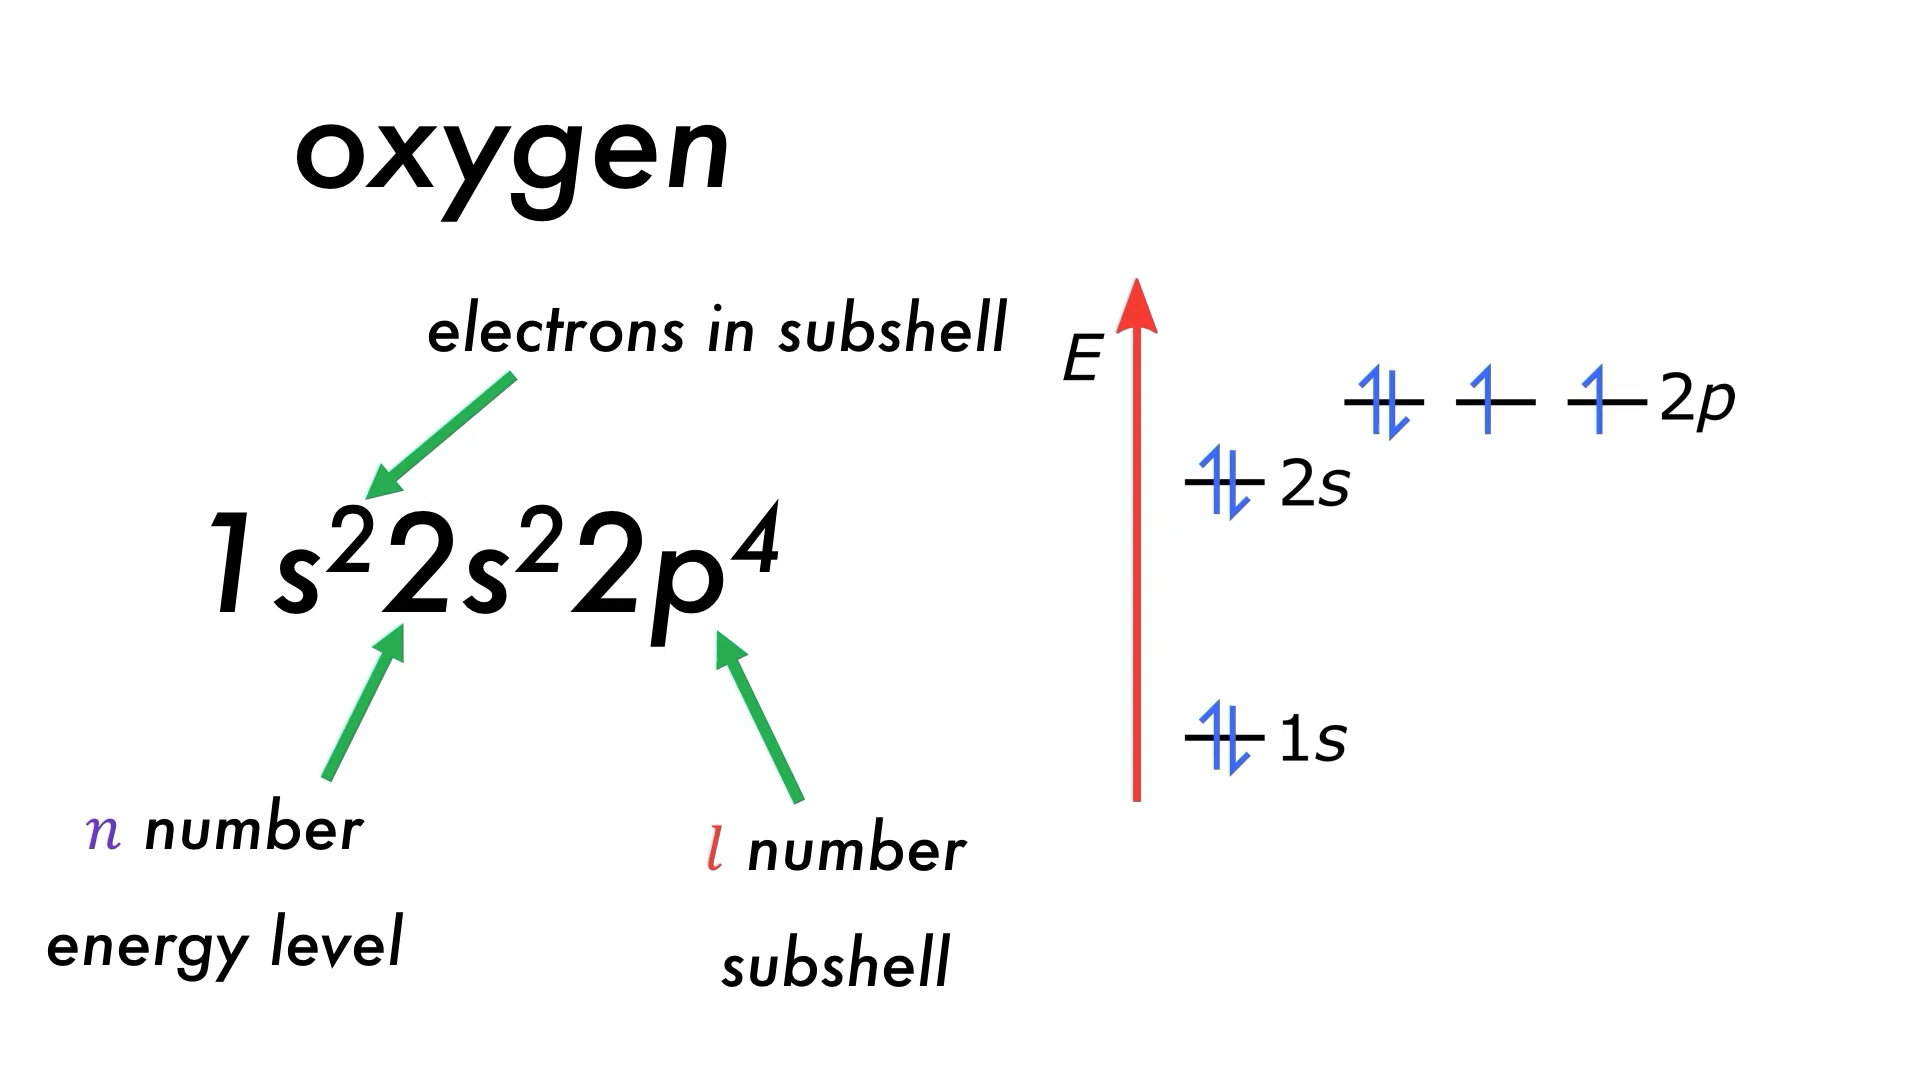 oxygen
electrons in subshell
1s²2s²2p⁴
n number
energy level
l number
subshell
E
2p
2s
1s